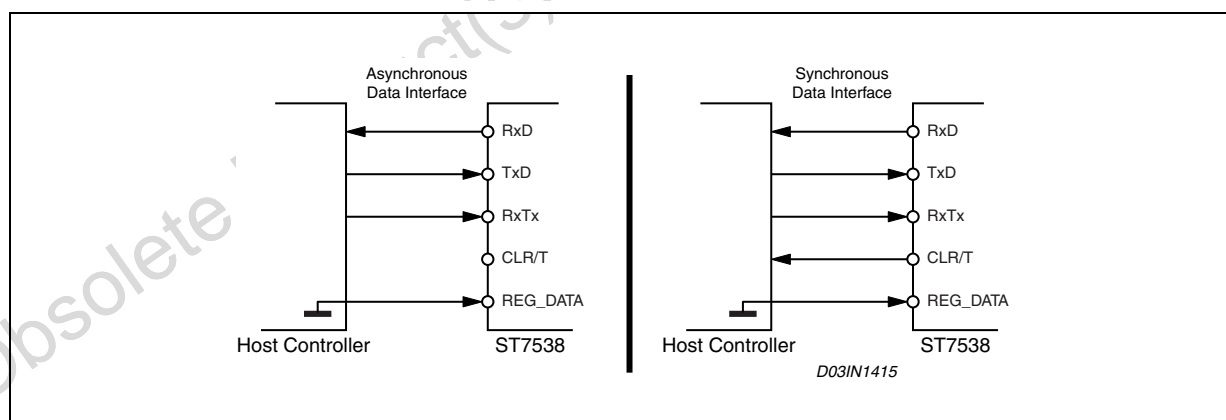 Asynchronous
Data Interface
RxD
TxD
RxTx
CLR/T
REG_DATA
Host Controller
ST7538
Synchronous
Data Interface
RxD
TxD
RxTx
CLR/T
REG_DATA
Host Controller
ST7538
D03IN1415
obsolete